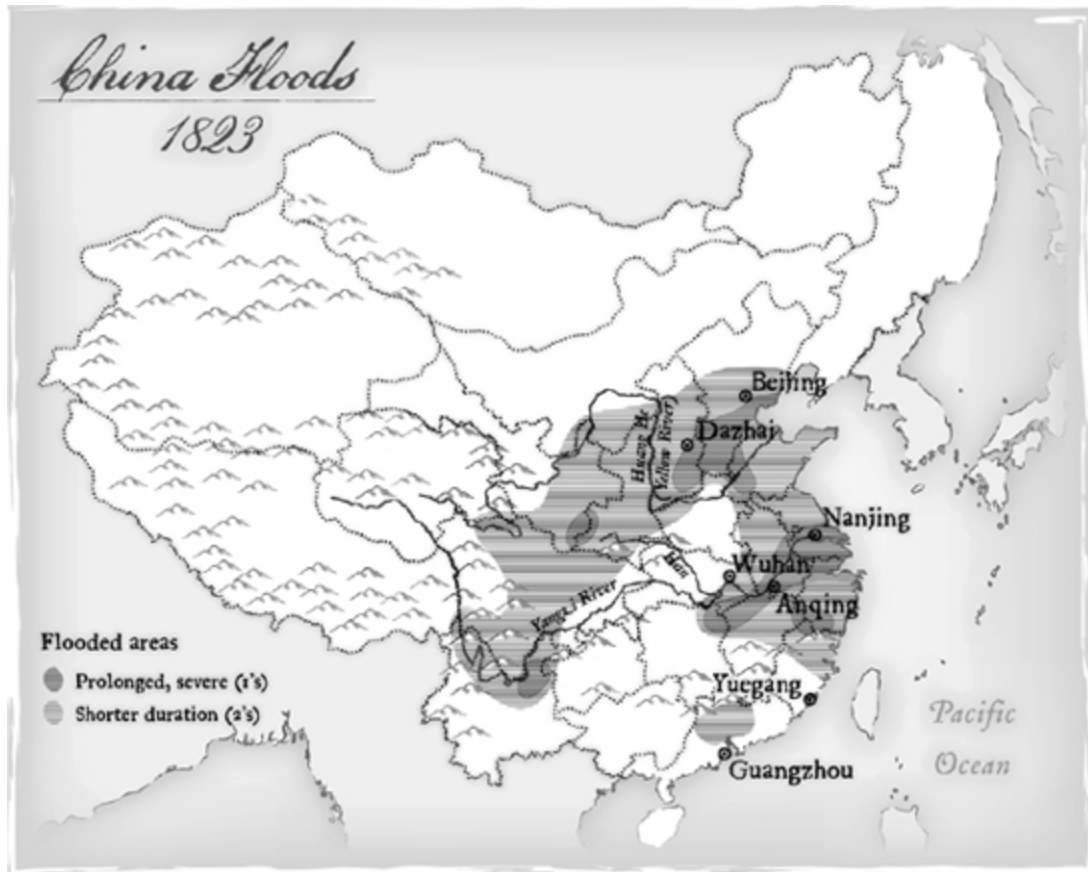 China Floods
1823
Beijing
Dazhai
Huang He
(Yellow River)
Nanjing
Wuhan
Han
Anqing
River
Flooded areas
Prolonged, severe (1's)
Shorter duration (2's)
Yuegang
Pacific
Ocean
Guangzhou